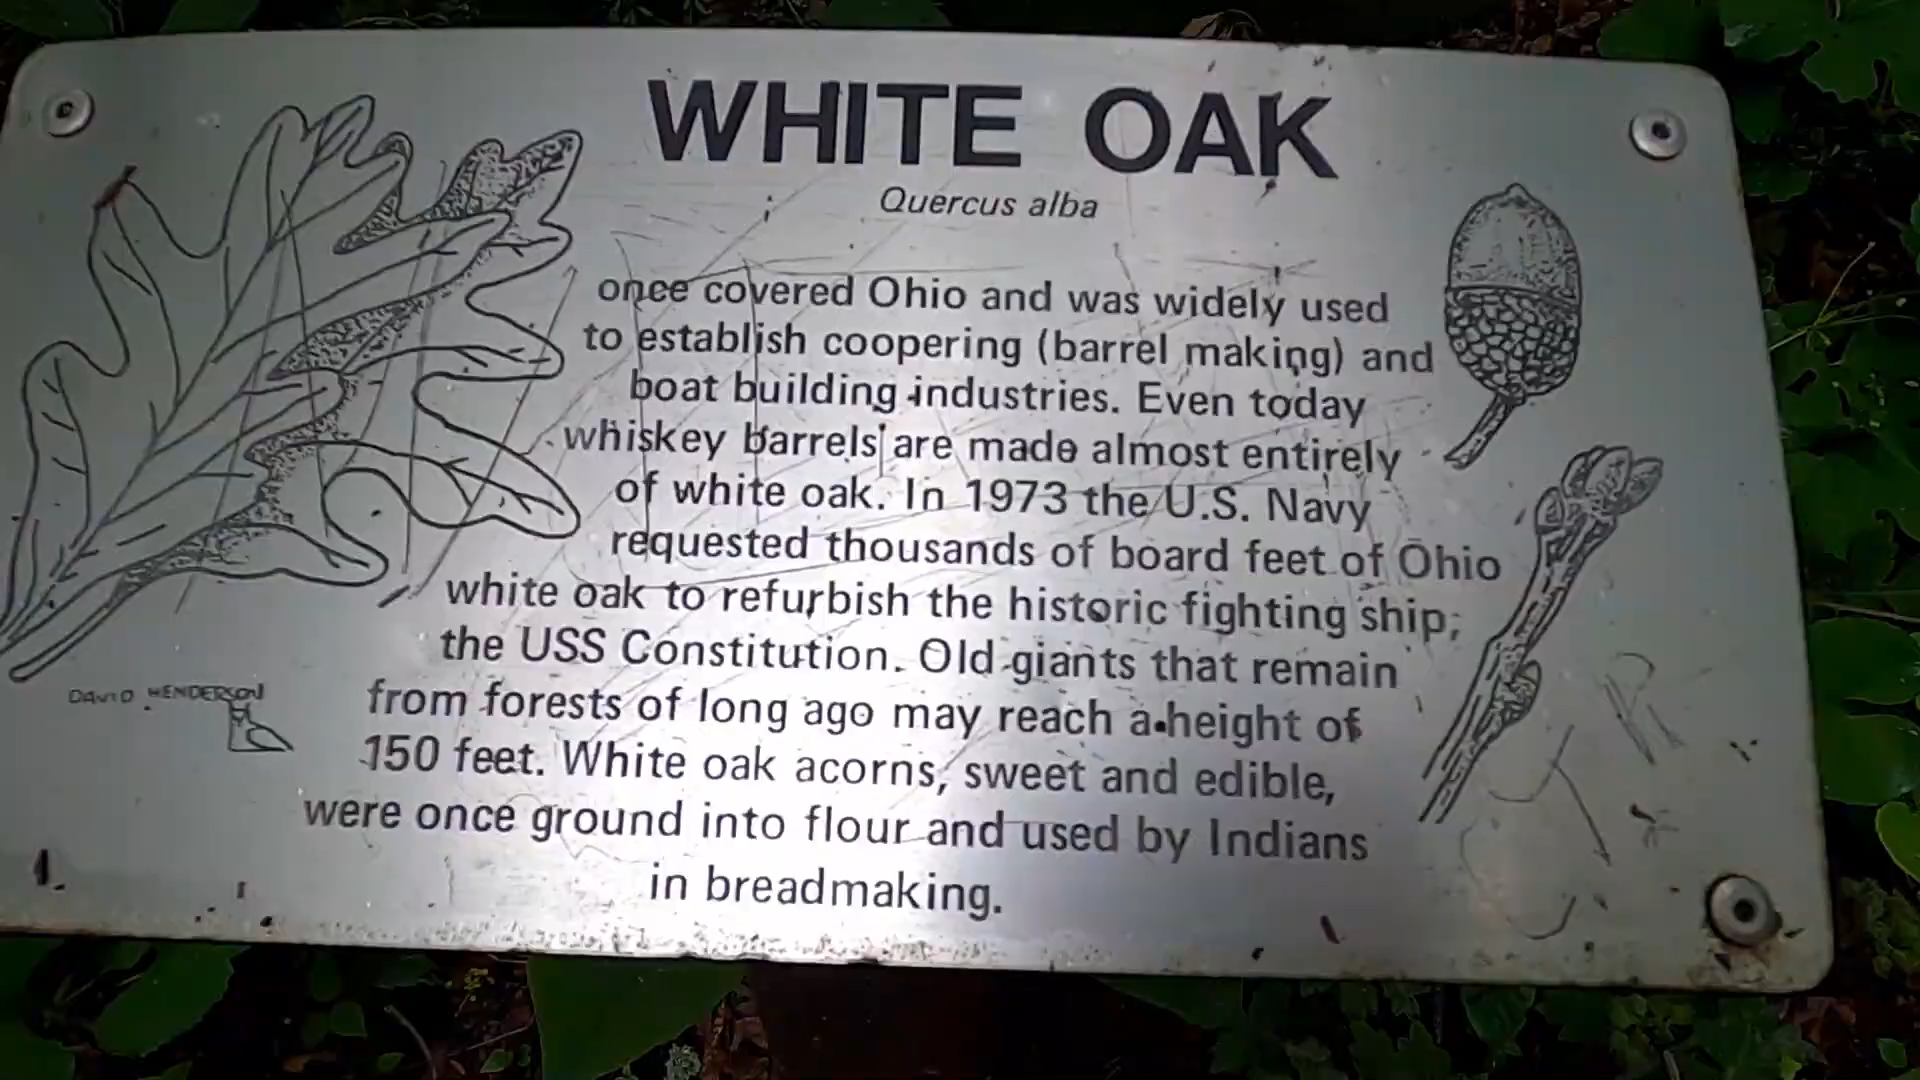 WHITE OAK
Quercus alba
once covered Ohio and was widely used
to establish coopering (barrel making) and
boat building industries. Even today
whiskey barrels are made almost entirely
of white oak. In 1973 the U.S. Navy
requested thousands of board feet of Ohio
white oak to refurbish the historic fighting ship,
the USS Constitution. Old giants that remain
from forests of long ago may reach a height of
150 feet. White oak acorns, sweet and edible,
were once ground into flour and used by Indians
in breadmaking.
DAVID HENDERSON